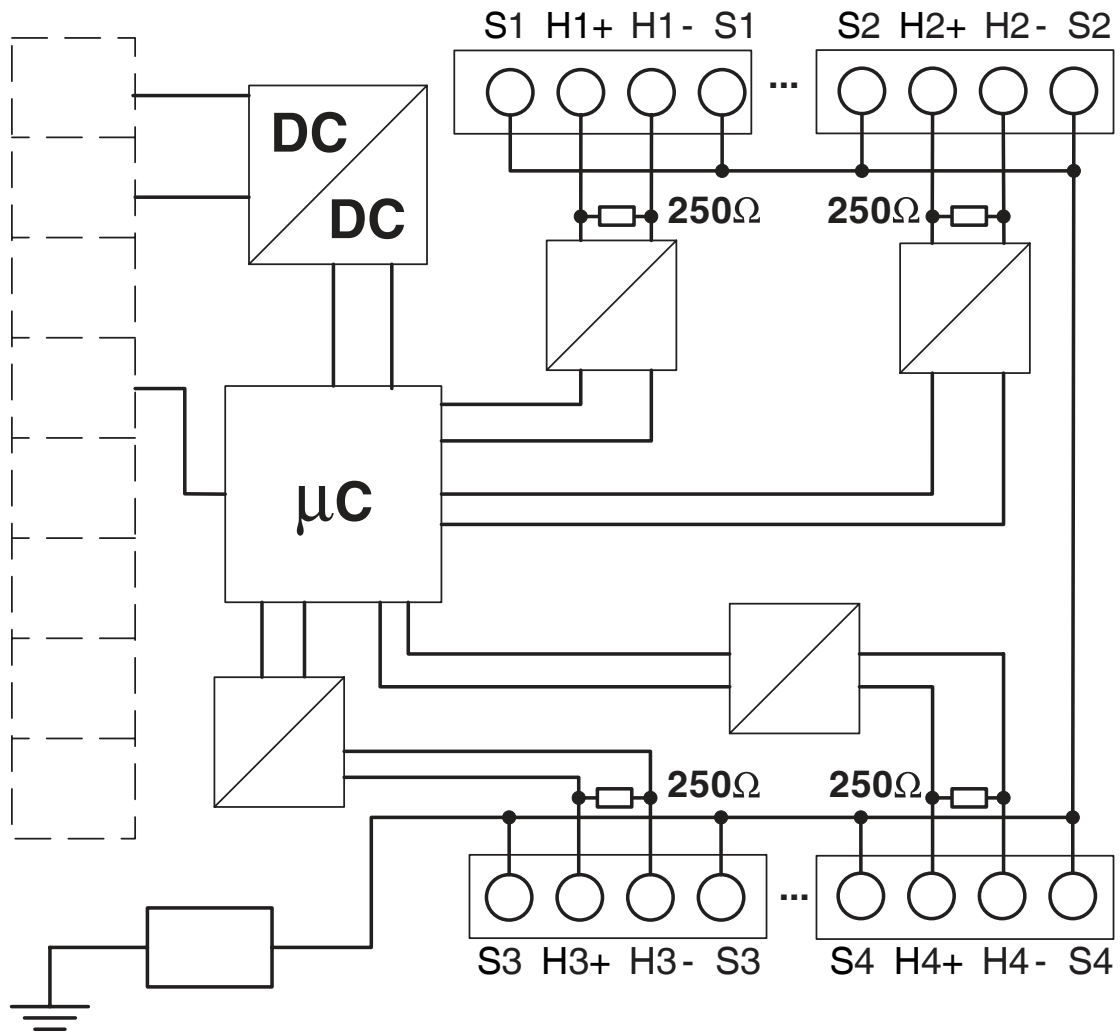 S1 H1+ H1- S1
S2 H2+ H2- S2
...
DC
DC
250Ω
250Ω
µC
250Ω
250Ω
...
S3 H3+ H3- S3
S4 H4+ H4- S4